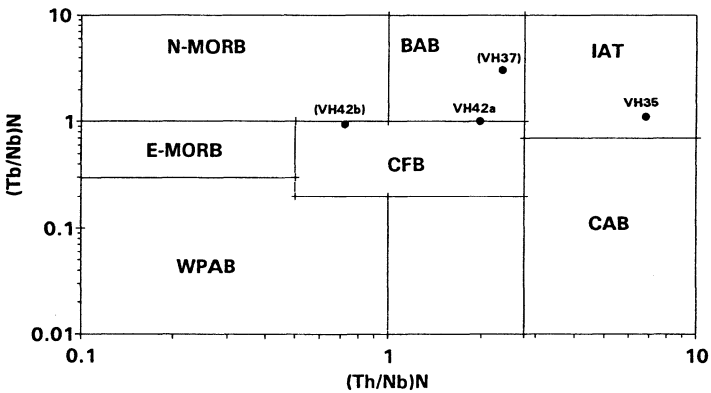 10
N-MORB
BAB
IAT
(VH37)
VH35
(VH42b)
VH42a
1
E-MORB
CFB
(Tb/Nb)N
0.1
CAB
WPAB
0.01
0.1
1
10
(Th/Nb)N